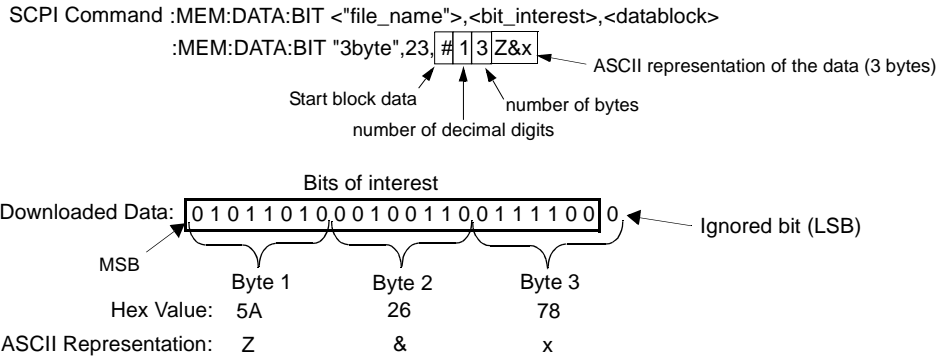 SCPI Command :MEM:DATA:BIT <"file_name">,<bit_interest>,<datablock>
:MEM:DATA:BIT "3byte",23, # 1 3 Z&x
ASCII representation of the data (3 bytes)
Start block data
number of bytes
number of decimal digits
Bits of interest
Downloaded Data: 0 1 0 1 1 0 1 0 0 0 1 0 0 1 1 0 0 1 1 1 1 0 0 0
Ignored bit (LSB)
MSB
Byte 1 Byte 2 Byte 3
Hex Value: 5A 26 78
ASCII Representation: Z & x